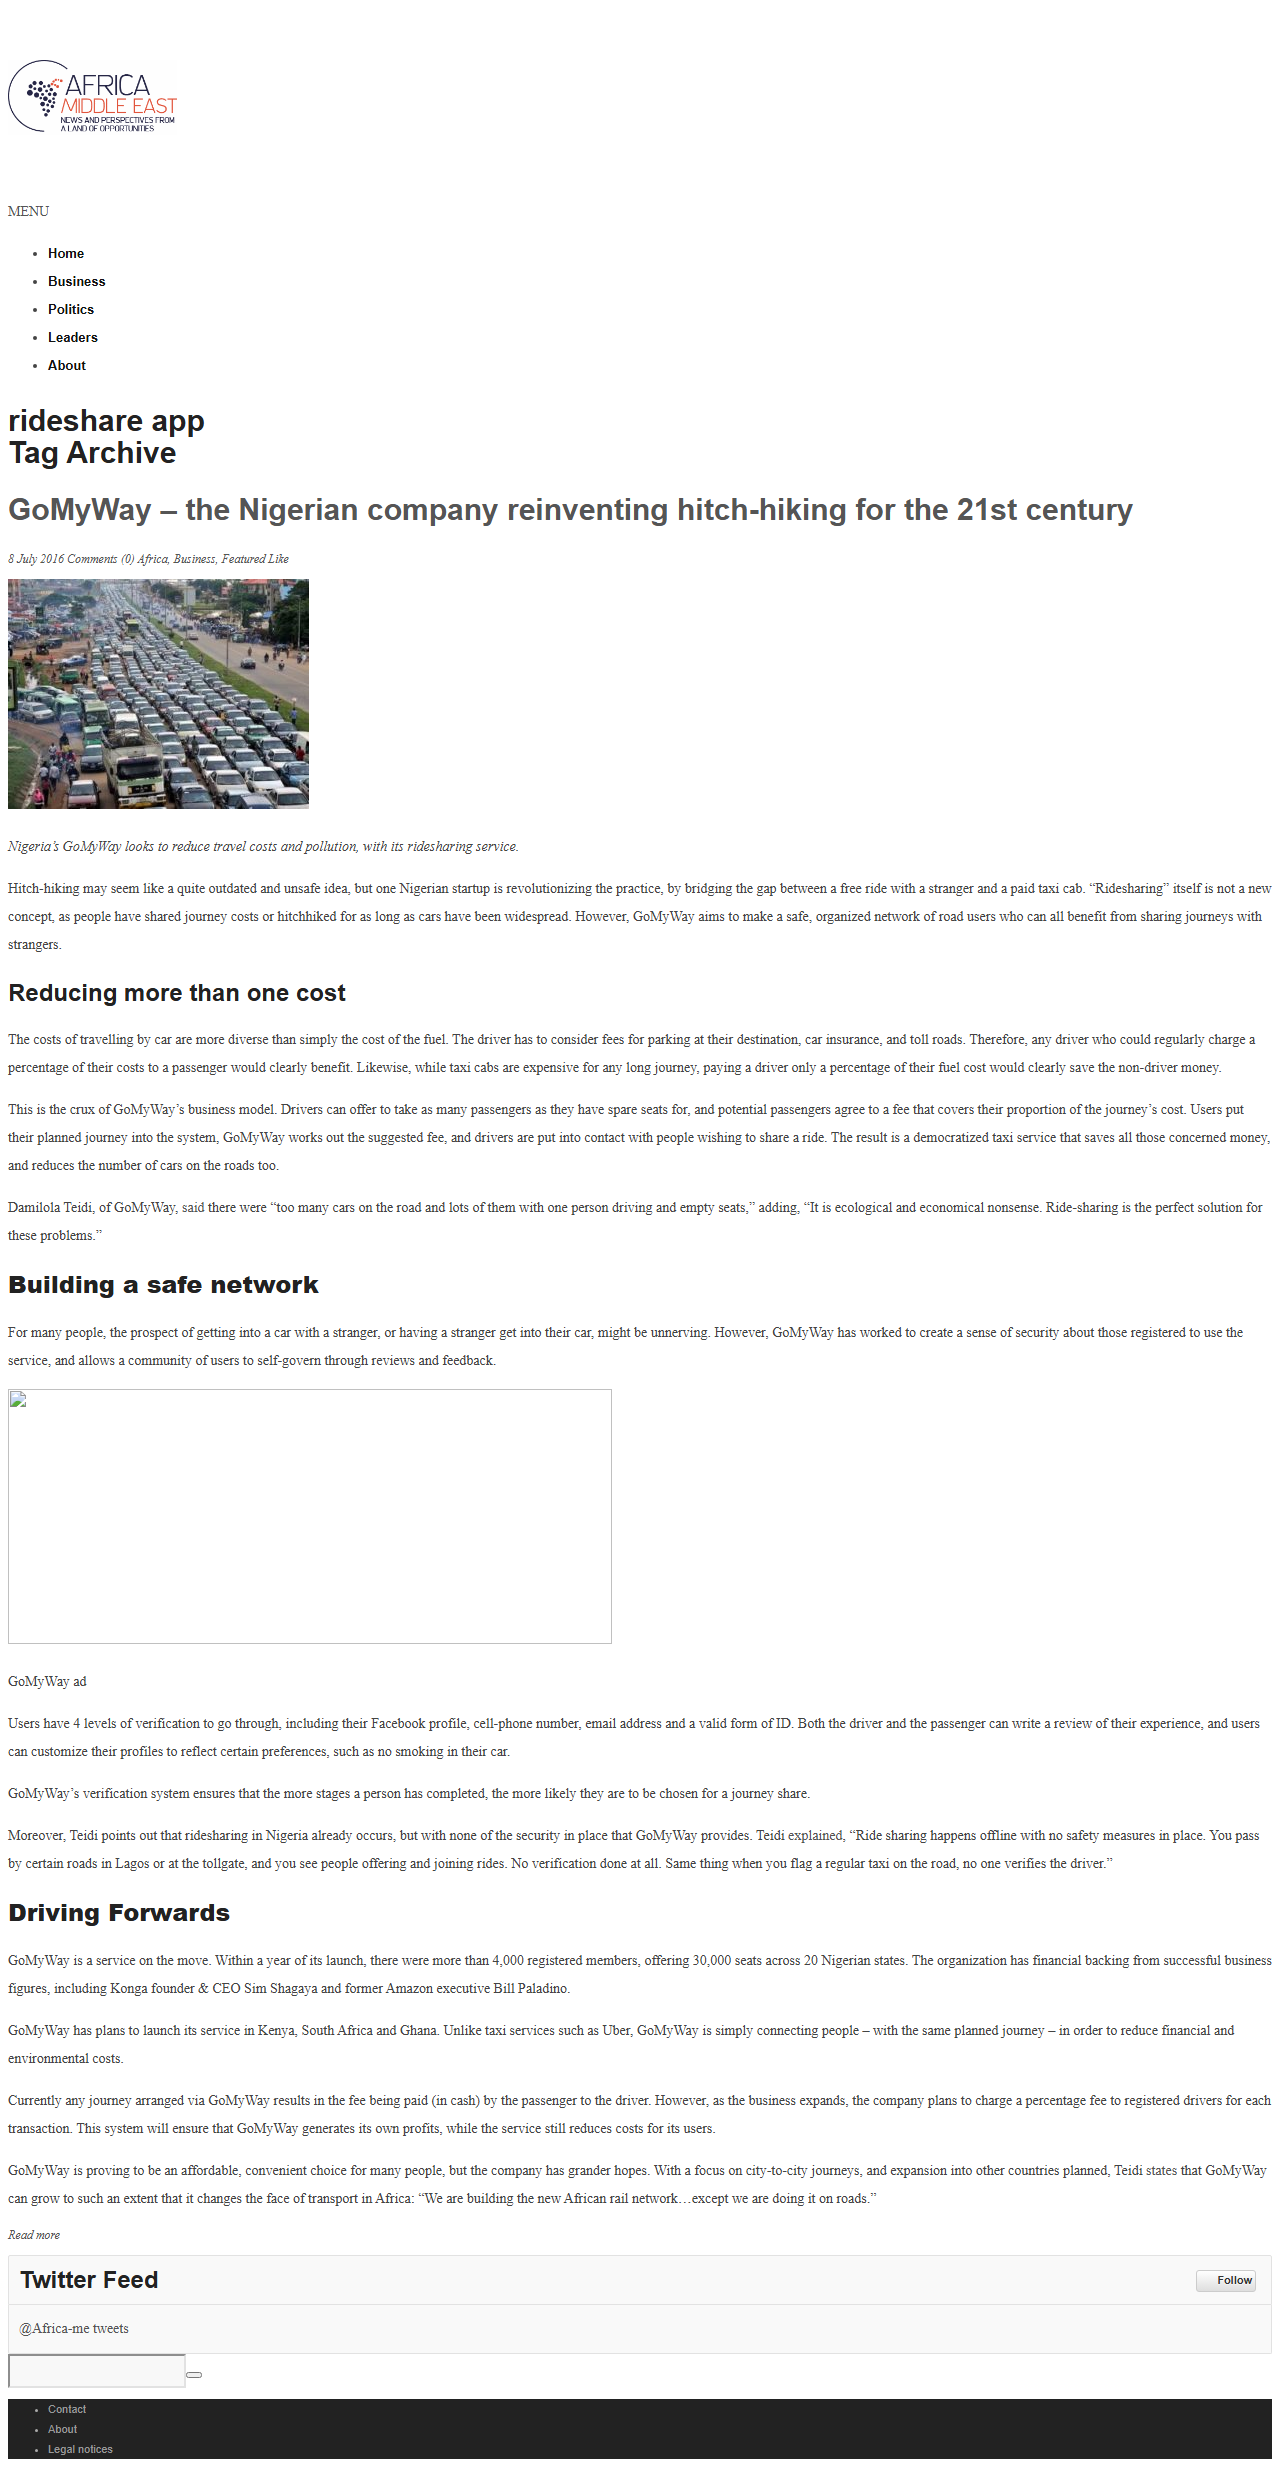 AFRICA
MIDDLE EAST
NEWS AND PERSPECTIVES FROM
A LAND OF OPPORTUNITIES
MENU
Home
Business
Politics
Leaders
About
rideshare app
Tag Archive
GoMyWay – the Nigerian company reinventing hitch-hiking for the 21st century
8 July 2016 Comments (0) Africa, Business, Featured Like
Nigeria’s GoMyWay looks to reduce travel costs and pollution, with its ridesharing service.
Hitch-hiking may seem like a quite outdated and unsafe idea, but one Nigerian startup is revolutionizing the practice, by bridging the gap between a free ride with a stranger and a paid taxi cab. “Ridesharing” itself is not a new
concept, as people have shared journey costs or hitchhiked for as long as cars have been widespread. However, GoMyWay aims to make a safe, organized network of road users who can all benefit from sharing journeys with
strangers.
Reducing more than one cost
The costs of travelling by car are more diverse than simply the cost of the fuel. The driver has to consider fees for parking at their destination, car insurance, and toll roads. Therefore, any driver who could regularly charge a
percentage of their costs to a passenger would clearly benefit. Likewise, while taxi cabs are expensive for any long journey, paying a driver only a percentage of their fuel cost would clearly save the non-driver money.
This is the crux of GoMyWay’s business model. Drivers can offer to take as many passengers as they have spare seats for, and potential passengers agree to a fee that covers their proportion of the journey’s cost. Users put
their planned journey into the system, GoMyWay works out the suggested fee, and drivers are put into contact with people wishing to share a ride. The result is a democratized taxi service that saves all those concerned money,
and reduces the number of cars on the roads too.
Damilola Teidi, of GoMyWay, said there were “too many cars on the road and lots of them with one person driving and empty seats,” adding, “It is ecological and economical nonsense. Ride-sharing is the perfect solution for
these problems.”
Building a safe network
For many people, the prospect of getting into a car with a stranger, or having a stranger get into their car, might be unnerving. However, GoMyWay has worked to create a sense of security about those registered to use the
service, and allows a community of users to self-govern through reviews and feedback.
GoMyWay ad
Users have 4 levels of verification to go through, including their Facebook profile, cell-phone number, email address and a valid form of ID. Both the driver and the passenger can write a review of their experience, and users
can customize their profiles to reflect certain preferences, such as no smoking in their car.
GoMyWay’s verification system ensures that the more stages a person has completed, the more likely they are to be chosen for a journey share.
Moreover, Teidi points out that ridesharing in Nigeria already occurs, but with none of the security in place that GoMyWay provides. Teidi explained, “Ride sharing happens offline with no safety measures in place. You pass
by certain roads in Lagos or at the tollgate, and you see people offering and joining rides. No verification done at all. Same thing when you flag a regular taxi on the road, no one verifies the driver.”
Driving Forwards
GoMyWay is a service on the move. Within a year of its launch, there were more than 4,000 registered members, offering 30,000 seats across 20 Nigerian states. The organization has financial backing from successful business
figures, including Konga founder & CEO Sim Shagaya and former Amazon executive Bill Paladino.
GoMyWay has plans to launch its service in Kenya, South Africa and Ghana. Unlike taxi services such as Uber, GoMyWay is simply connecting people – with the same planned journey – in order to reduce financial and
environmental costs.
Currently any journey arranged via GoMyWay results in the fee being paid (in cash) by the passenger to the driver. However, as the business expands, the company plans to charge a percentage fee to registered drivers for each
transaction. This system will ensure that GoMyWay generates its own profits, while the service still reduces costs for its users.
GoMyWay is proving to be an affordable, convenient choice for many people, but the company has grander hopes. With a focus on city-to-city journeys, and expansion into other countries planned, Teidi states that GoMyWay
can grow to such an extent that it changes the face of transport in Africa: “We are building the new African rail network…except we are doing it on roads.”
Read more
Twitter Feed
Follow
@Africa-me tweets
Contact
About
Legal notices